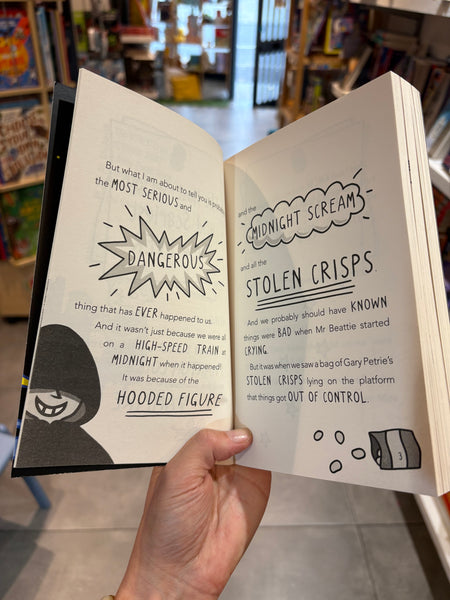 But what I am about to tell you is probably
the MOST SERIOUS and
DANGEROUS
thing that has EVER happened to us.
And it wasn't just because we were all
on a HIGH-SPEED TRAIN at
MIDNIGHT when it happened!
It was because of the
HOODED FIGURE
and the
MIDNIGHT SCREAM
and all the
STOLEN CRISPS.
And we probably should have KNOWN
things were BAD when Mr Beattie started
CRYING.
But it was when we saw a bag of Gary Petrie's
STOLEN CRISPS lying on the platform
that things got OUT OF CONTROL.
3